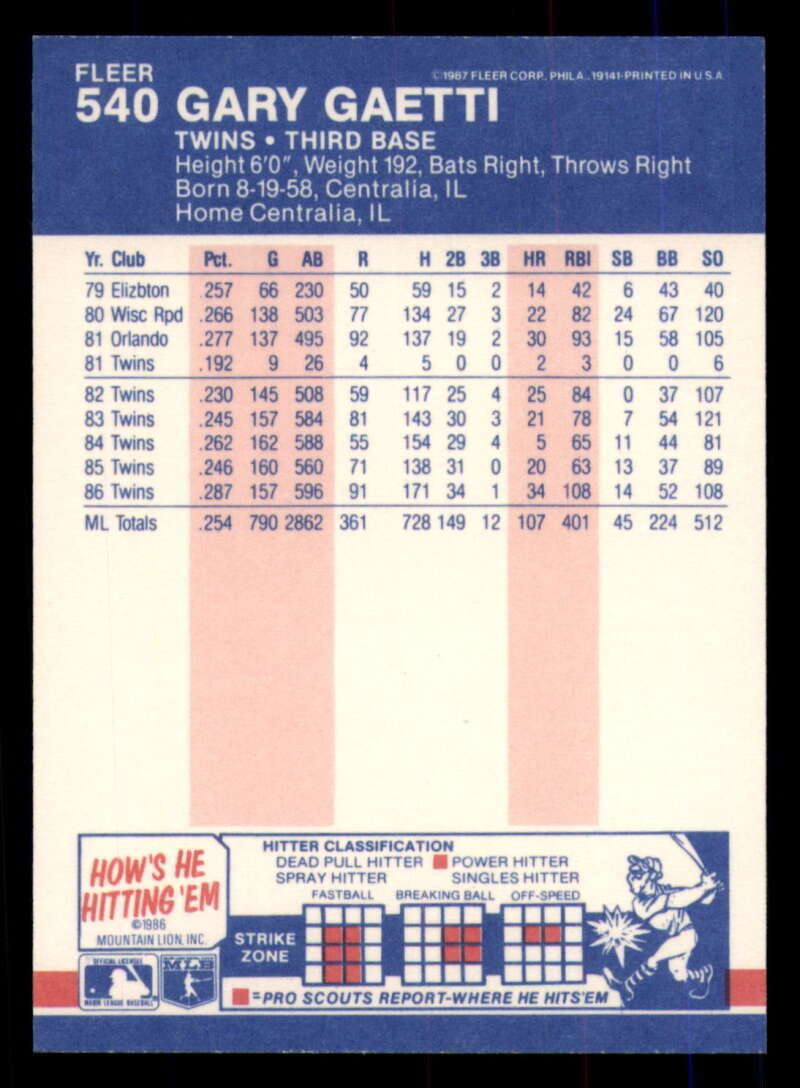 FLEER
©1987 FLEER CORP., PHILA., 19141-PRINTED IN U.S.A.
540 GARY GAETTI
TWINS • THIRD BASE
Height 6'0", Weight 192, Bats Right, Throws Right
Born 8-19-58, Centralia, IL
Home Centralia, IL
Yr. Club Pct. G AB R H 2B 3B HR RBI SB BB SO
79 Elizbton .257 66 230 50 59 15 2 14 42 6 43 40
80 Wisc Rpd .266 138 503 77 134 27 3 22 82 24 67 120
81 Orlando .277 137 495 92 137 19 2 30 93 15 58 105
81 Twins .192 9 26 4 5 0 0 2 3 0 0 6
82 Twins .230 145 508 59 117 25 4 25 84 0 37 107
83 Twins .245 157 584 81 143 30 3 21 78 7 54 121
84 Twins .262 162 588 55 154 29 4 5 65 11 44 81
85 Twins .246 160 560 71 138 31 0 20 63 13 37 89
86 Twins .287 157 596 91 171 34 1 34 108 14 52 108
ML Totals .254 790 2862 361 728 149 12 107 401 45 224 512
HOW'S HE
HITTING 'EM
©1986
MOUNTAIN LION, INC.
HITTER CLASSIFICATION
DEAD PULL HITTER POWER HITTER
SPRAY HITTER SINGLES HITTER
FASTBALL BREAKING BALL OFF-SPEED
STRIKE
ZONE
=PRO SCOUTS REPORT-WHERE HE HITS 'EM
OFFICIAL LICENSEE
MAJOR LEAGUE BASEBALL
MLB